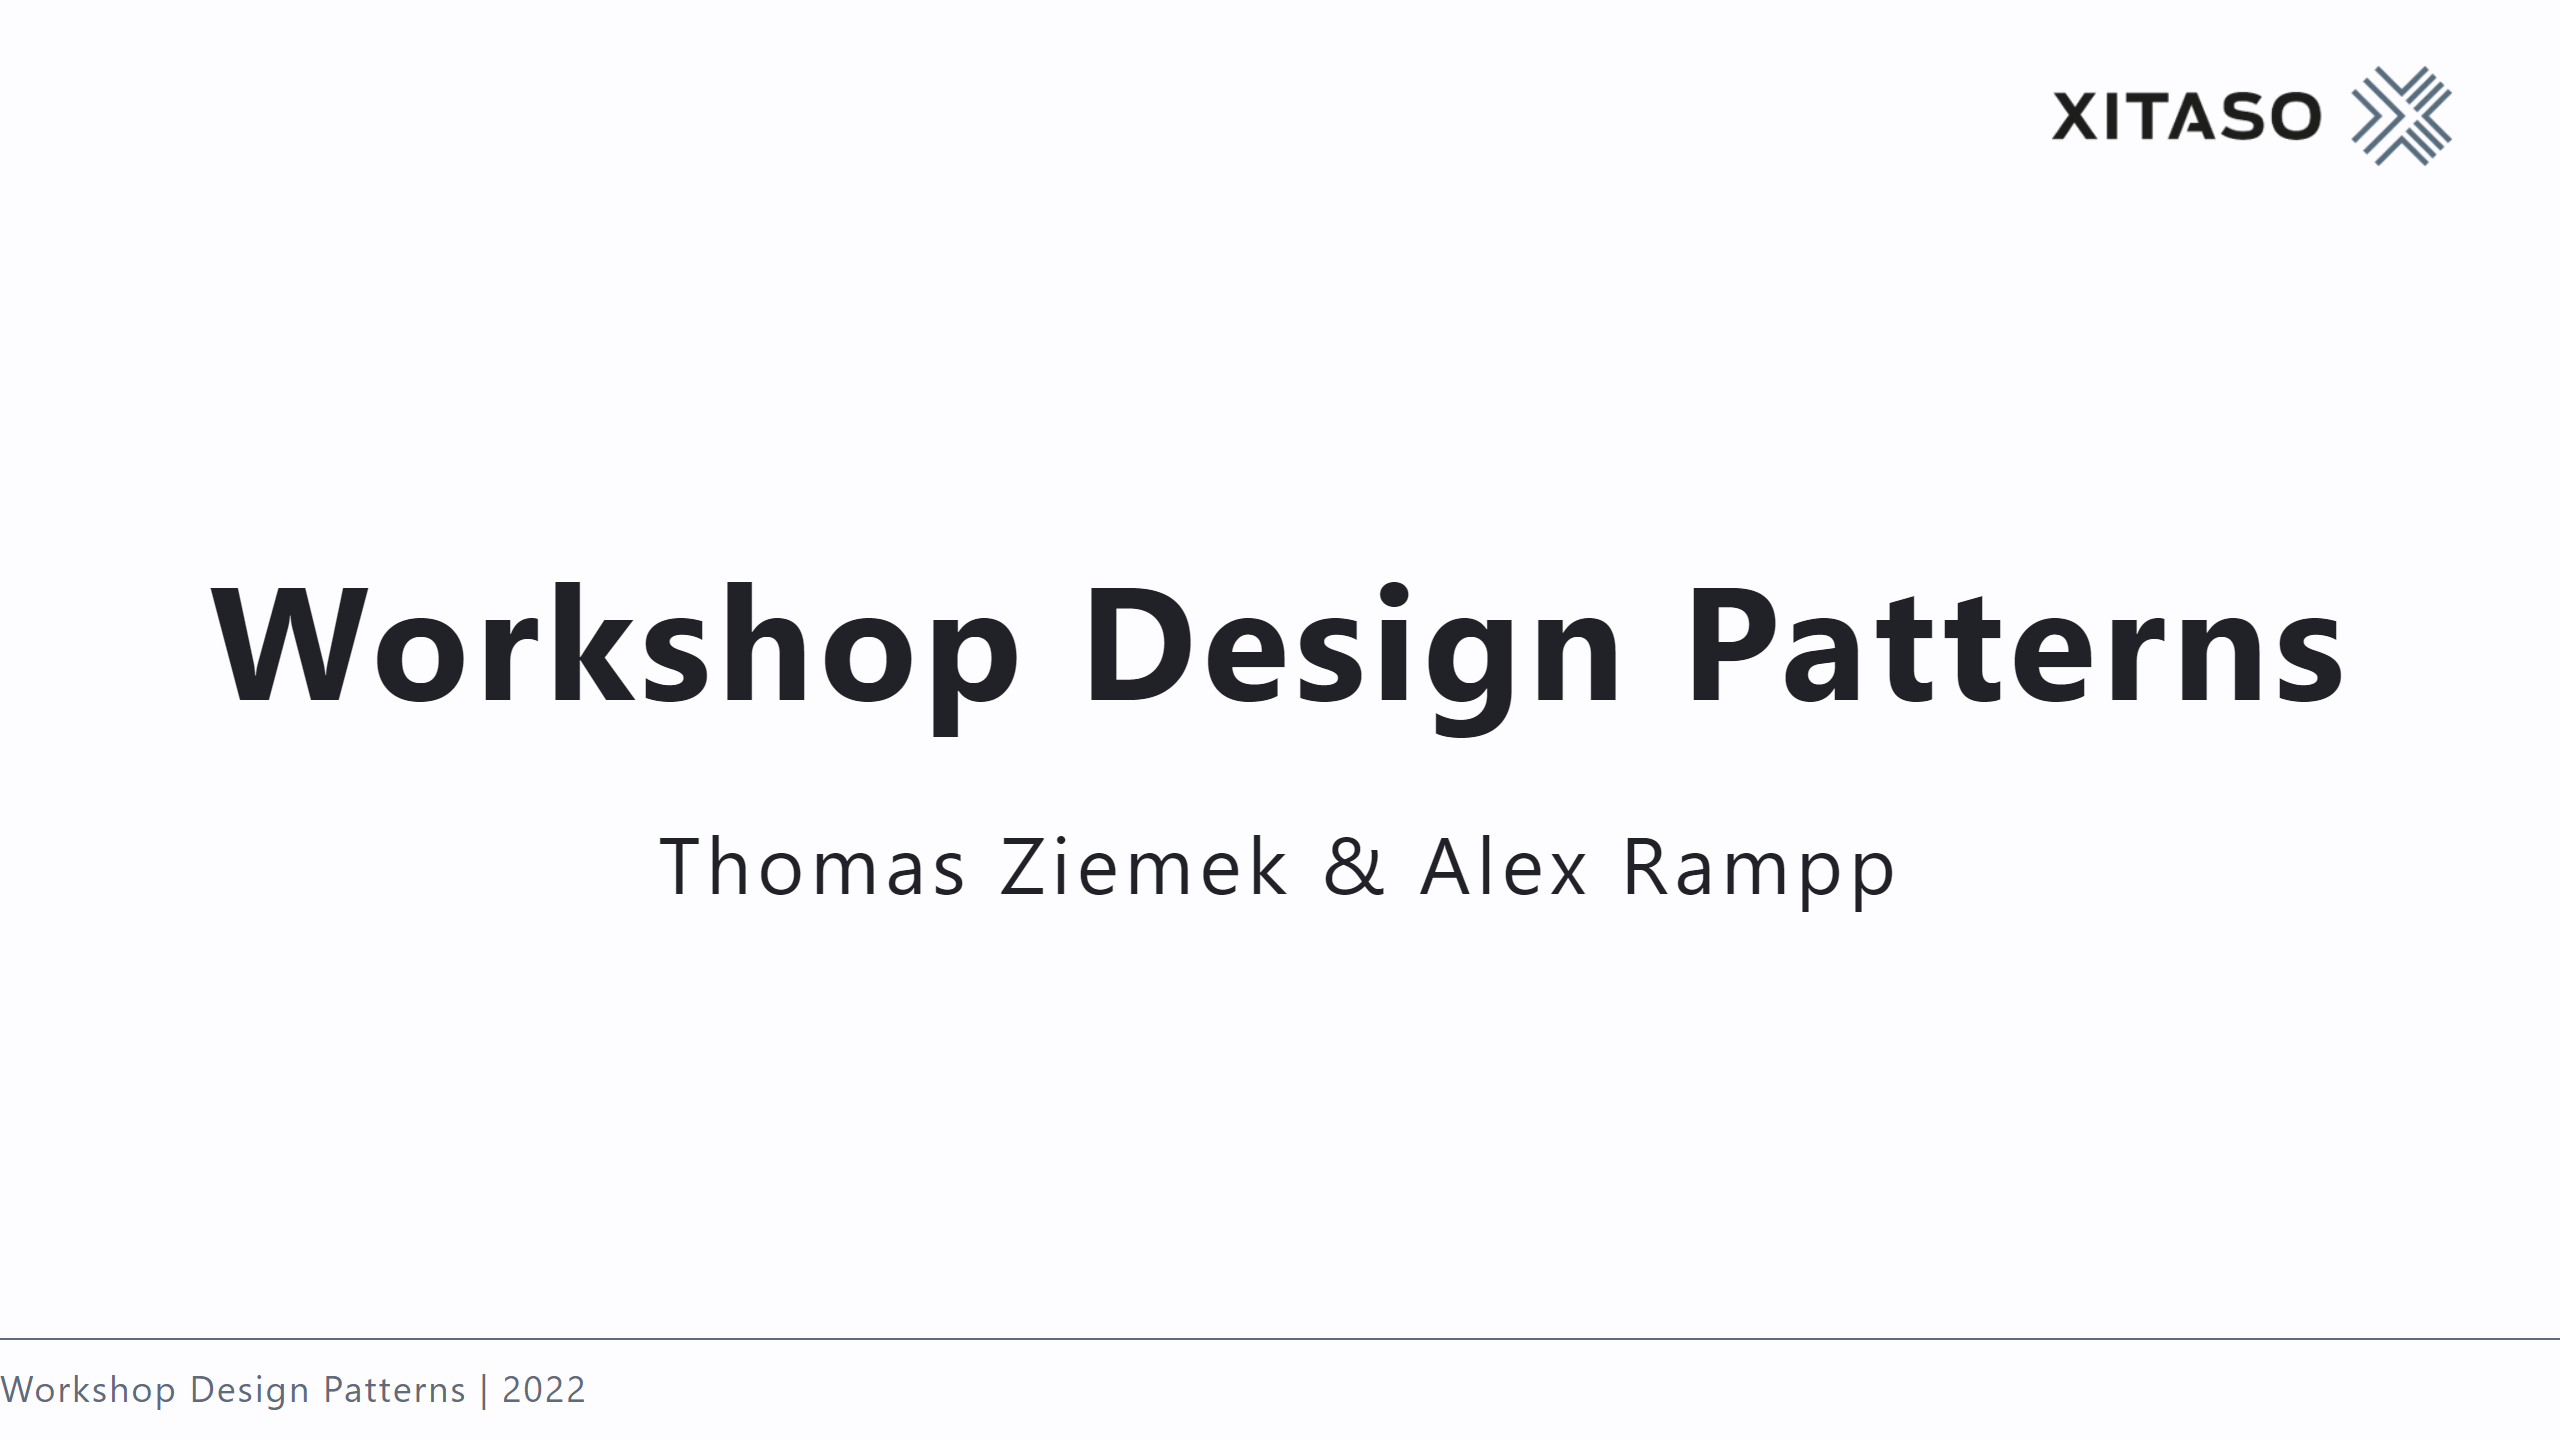 XITASO
Workshop Design Patterns
Thomas Ziemek & Alex Rampp
Workshop Design Patterns | 2022